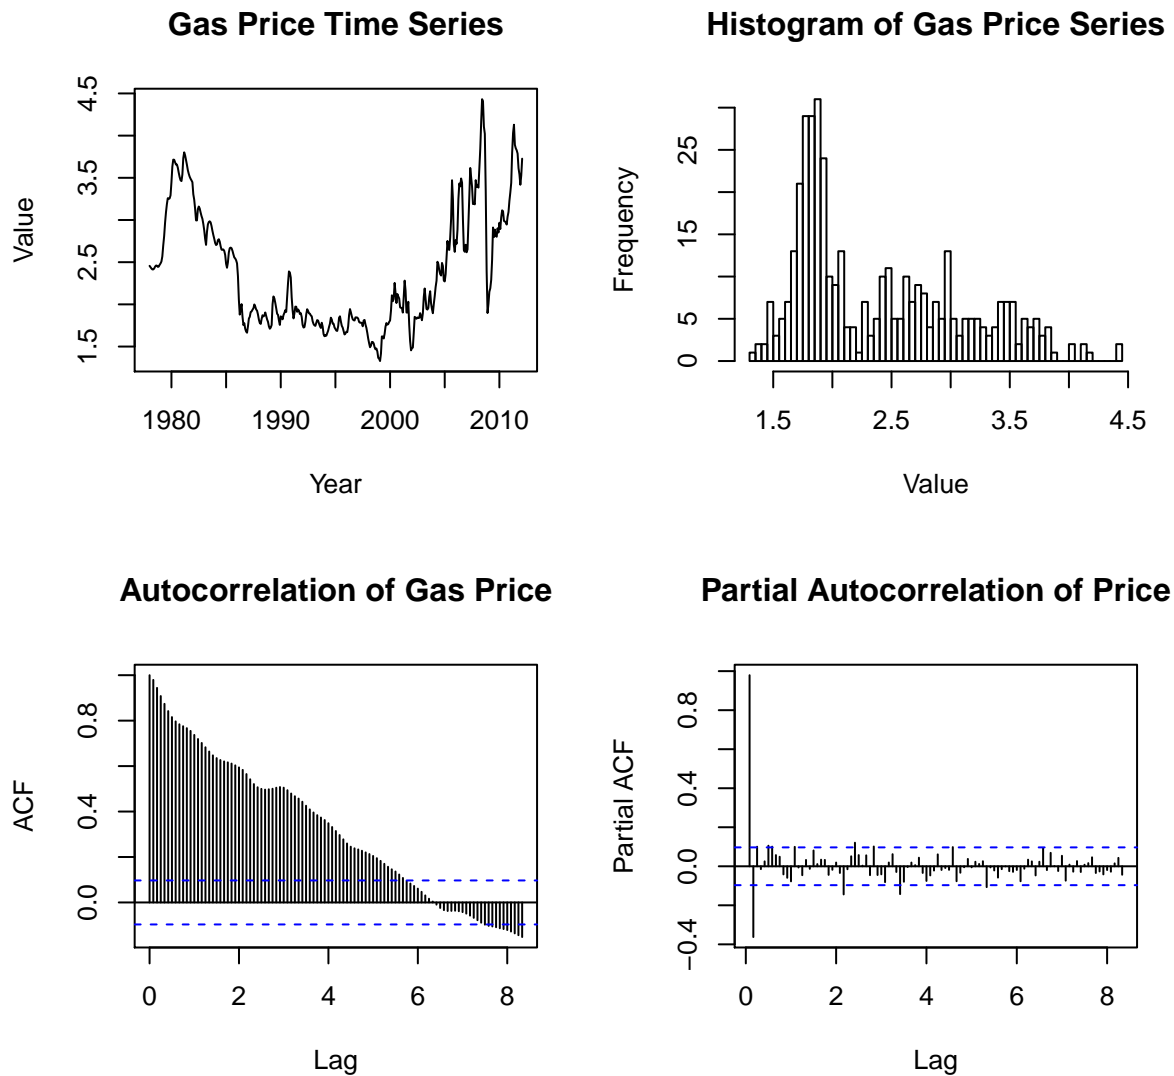 Gas Price Time Series
Value
1.5 2.5 3.5 4.5
1980 1990 2000 2010
Year
Histogram of Gas Price Series
Frequency
0 5 15 25
1.5 2.5 3.5 4.5
Value
Autocorrelation of Gas Price
ACF
0.0 0.4 0.8
0 2 4 6 8
Lag
Partial Autocorrelation of Price
Partial ACF
−0.4 0.0 0.4 0.8
0 2 4 6 8
Lag